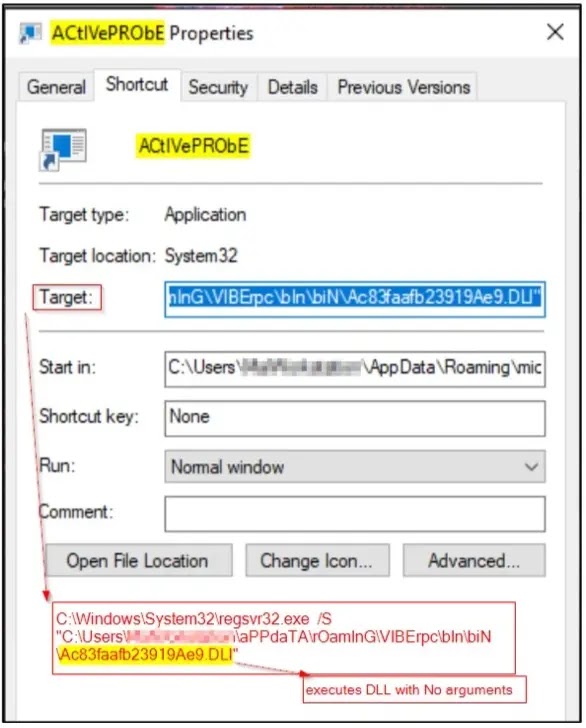 ACtIVePRObE Properties
General Shortcut Security Details Previous Versions
ACtIVePRObE
Target type: Application
Target location: System32
Target: mInG\VIBErpc\bIn\biN\Ac83faafb23919Ae9.DLl"
Start in: C:\Users\ \AppData\Roaming\mic
Shortcut key: None
Run: Normal window
Comment:
Open File Location Change Icon... Advanced...
C:\Windows\System32\regsvr32.exe /S
"C:\Users\ \aPPdaTA\rOamInG\VIBErpc\bIn\biN
\Ac83faafb23919Ae9.DLl"
executes DLL with No arguments